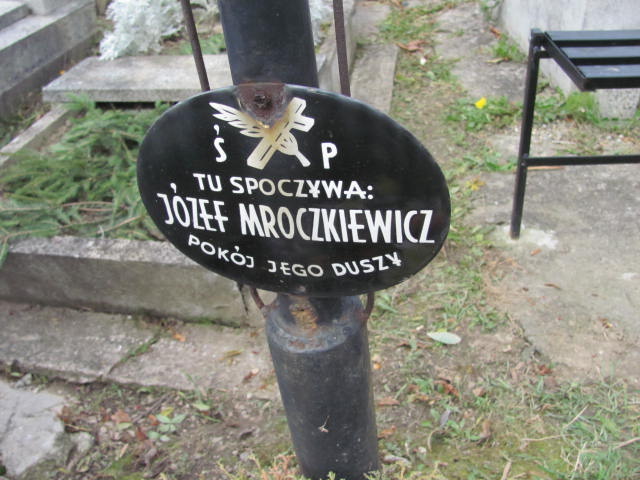 Ś P
TU SPOCZYWA:
JÓZEF MROCZKIEWICZ
POKÓJ JEGO DUSZY